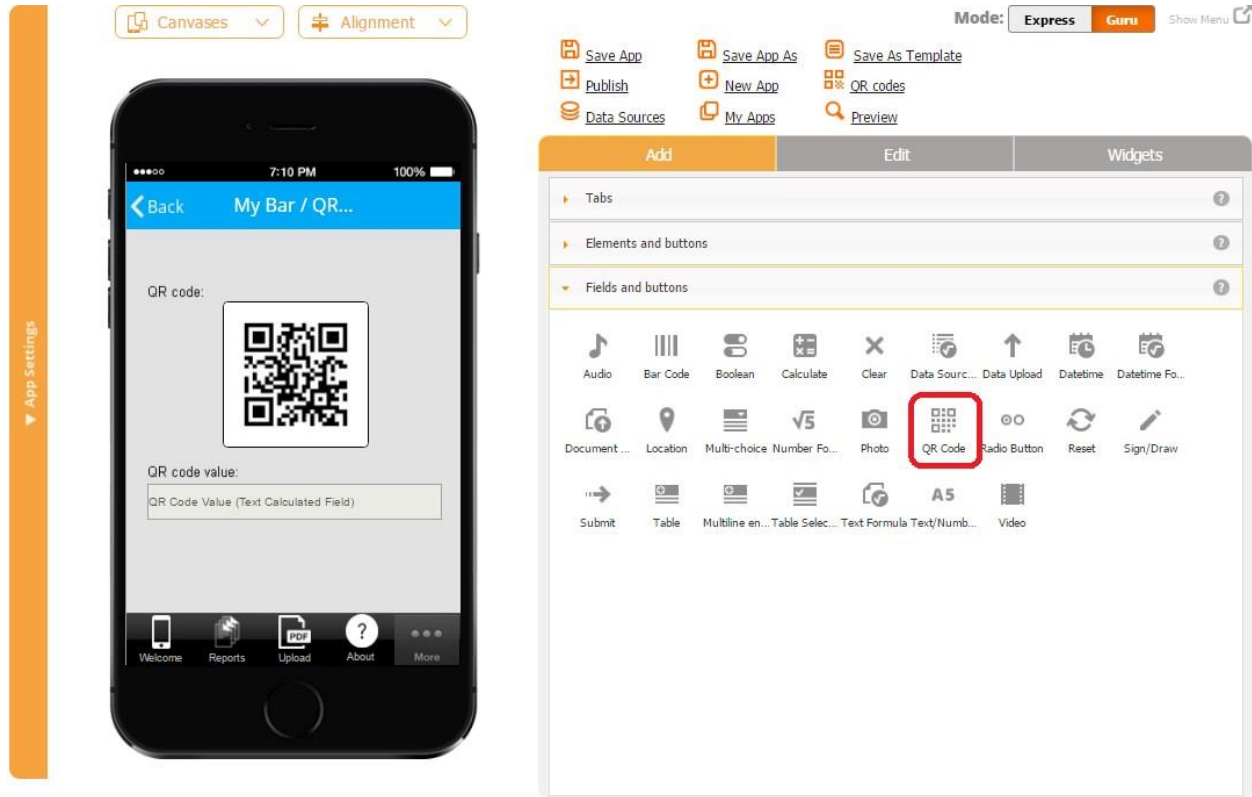 Canvases Alignment
Mode: Express Guru Show Menu
Save App Save App As Save As Template
Publish New App QR codes
Data Sources My Apps Preview
Add Edit Widgets
Tabs ?
Elements and buttons ?
Fields and buttons ?
Audio Bar Code Boolean Calculate Clear Data Sourc... Data Upload Datetime Datetime Fo...
Document ... Location Multi-choice Number Fo... Photo QR Code Radio Button Reset Sign/Draw
Submit Table Multiline en... Table Selec... Text Formula Text/Numb... Video
App Settings
7:10 PM 100%
Back My Bar / QR...
QR code:
QR code value:
QR Code Value (Text Calculated Field)
PDF ?
Welcome Reports Upload About More
√5
A5